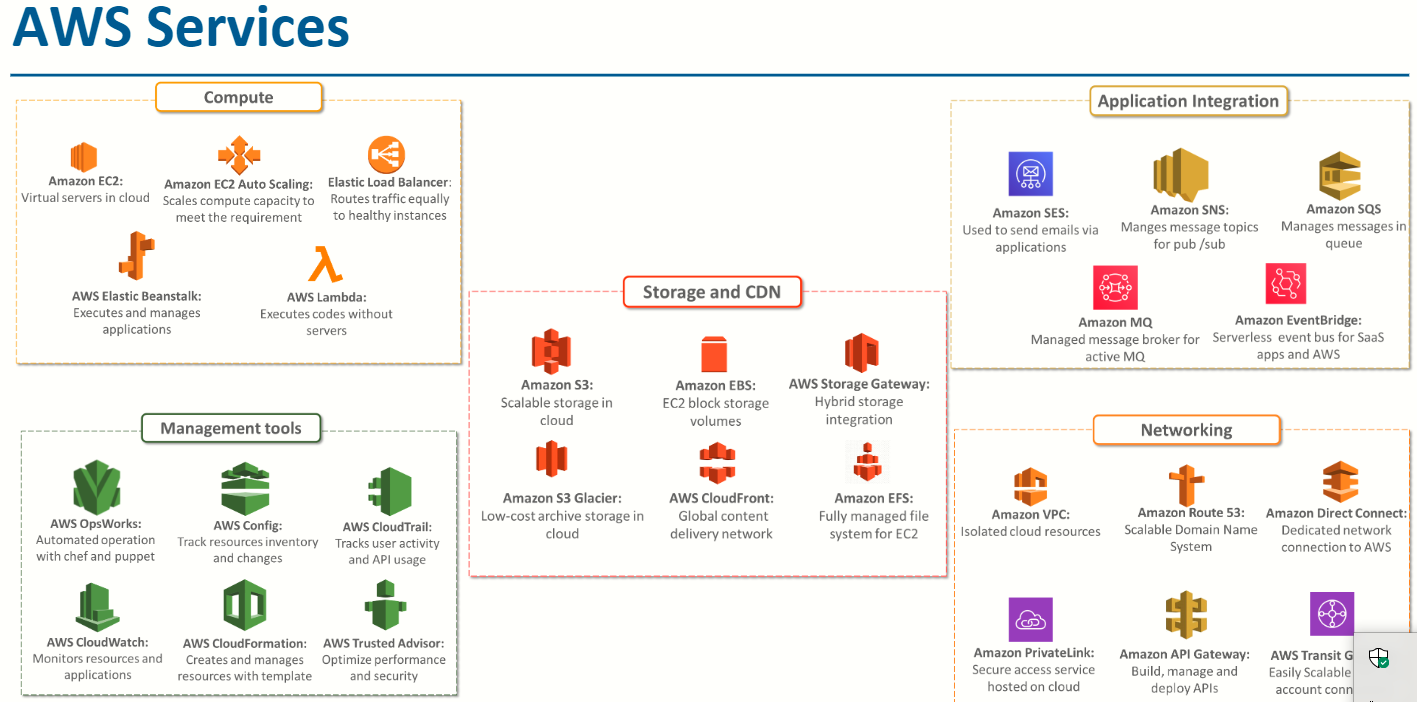 AWS Services
Compute
Amazon EC2:
Virtual servers in cloud
Amazon EC2 Auto Scaling:
Scales compute capacity to
meet the requirement
Elastic Load Balancer:
Routes traffic equally
to healthy instances
AWS Elastic Beanstalk:
Executes and manages
applications
AWS Lambda:
Executes codes without
servers
Management tools
AWS OpsWorks:
Automated operation
with chef and puppet
AWS Config:
Track resources inventory
and changes
AWS CloudTrail:
Tracks user activity
and API usage
AWS CloudWatch:
Monitors resources and
applications
AWS CloudFormation:
Creates and manages
resources with template
AWS Trusted Advisor:
Optimize performance
and security
Storage and CDN
Amazon S3:
Scalable storage in
cloud
Amazon EBS:
EC2 block storage
volumes
AWS Storage Gateway:
Hybrid storage
integration
Amazon S3 Glacier:
Low-cost archive storage in
cloud
AWS CloudFront:
Global content
delivery network
Amazon EFS:
Fully managed file
system for EC2
Application Integration
Amazon SES:
Used to send emails via
applications
Amazon SNS:
Manges message topics
for pub /sub
Amazon SQS
Manages messages in
queue
Amazon MQ
Managed message broker for
active MQ
Amazon EventBridge:
Serverless event bus for SaaS
apps and AWS
Networking
Amazon VPC:
Isolated cloud resources
Amazon Route 53:
Scalable Domain Name
System
Amazon Direct Connect:
Dedicated network
connection to AWS
Amazon PrivateLink:
Secure access service
hosted on cloud
Amazon API Gateway:
Build, manage and
deploy APIs
AWS Transit
Easily Scalable
account